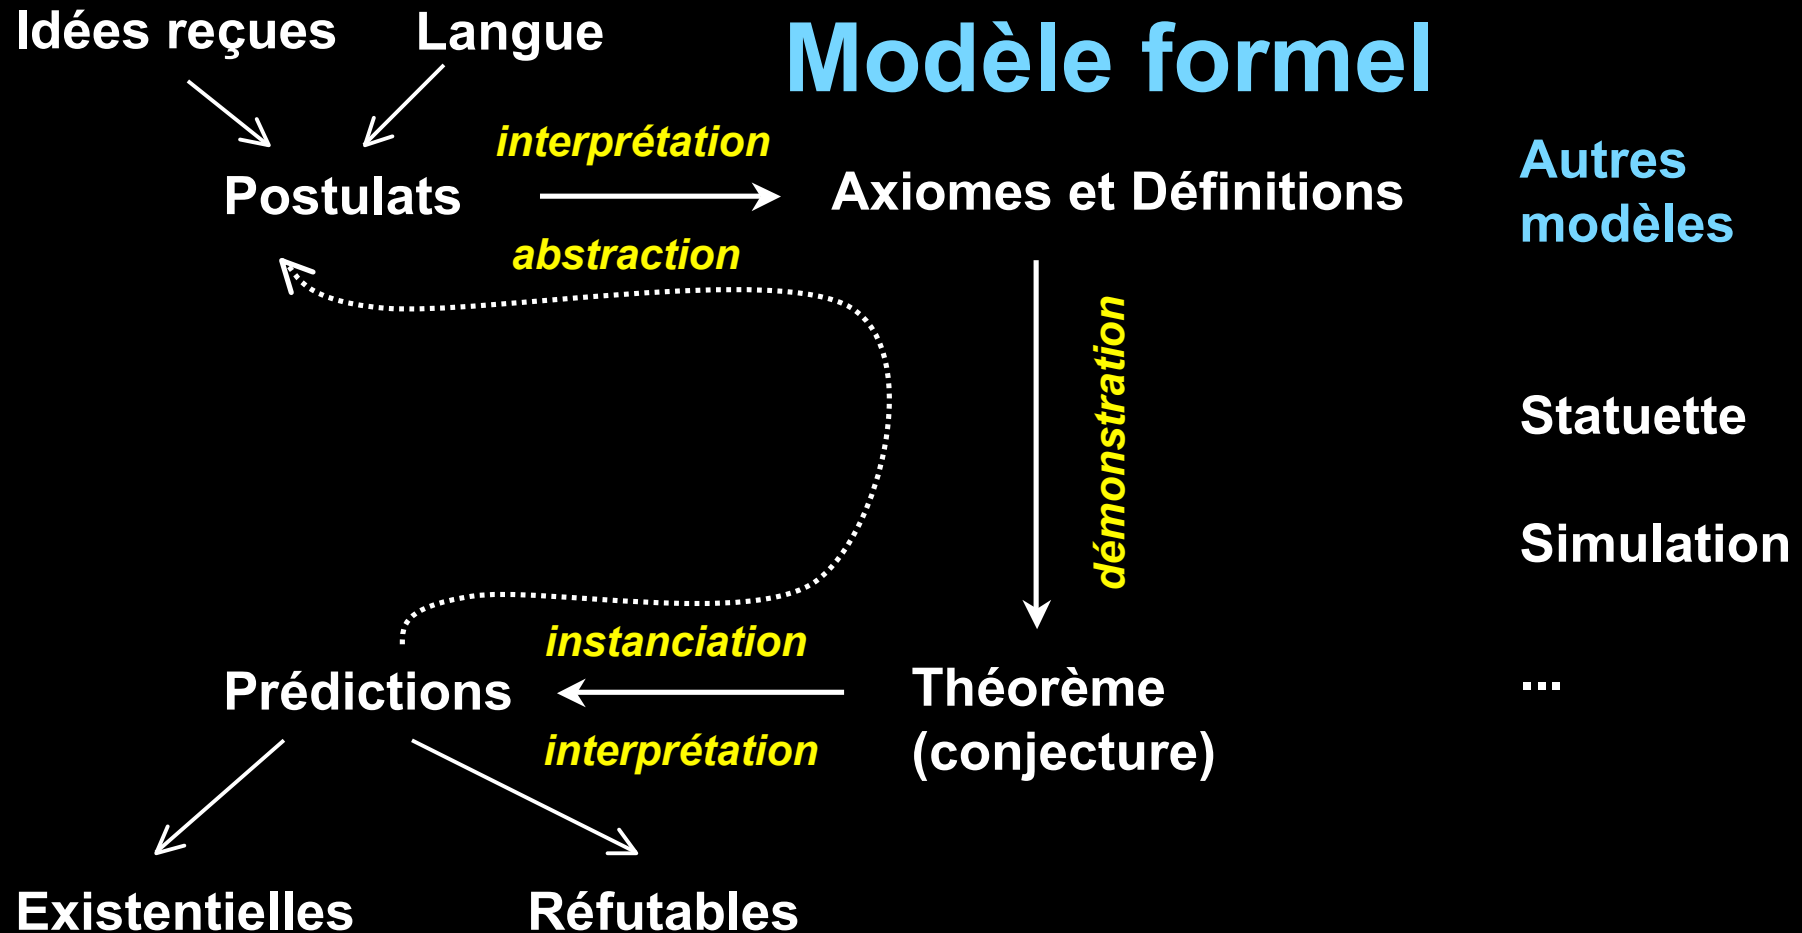 Idées reçues
Langue
Modèle formel
interprétation
Postulats
Axiomes et Définitions
abstraction
Autres
modèles
démonstration
Statuette
Simulation
...
instanciation
Prédictions
Théorème
(conjecture)
interprétation
Existentielles
Réfutables